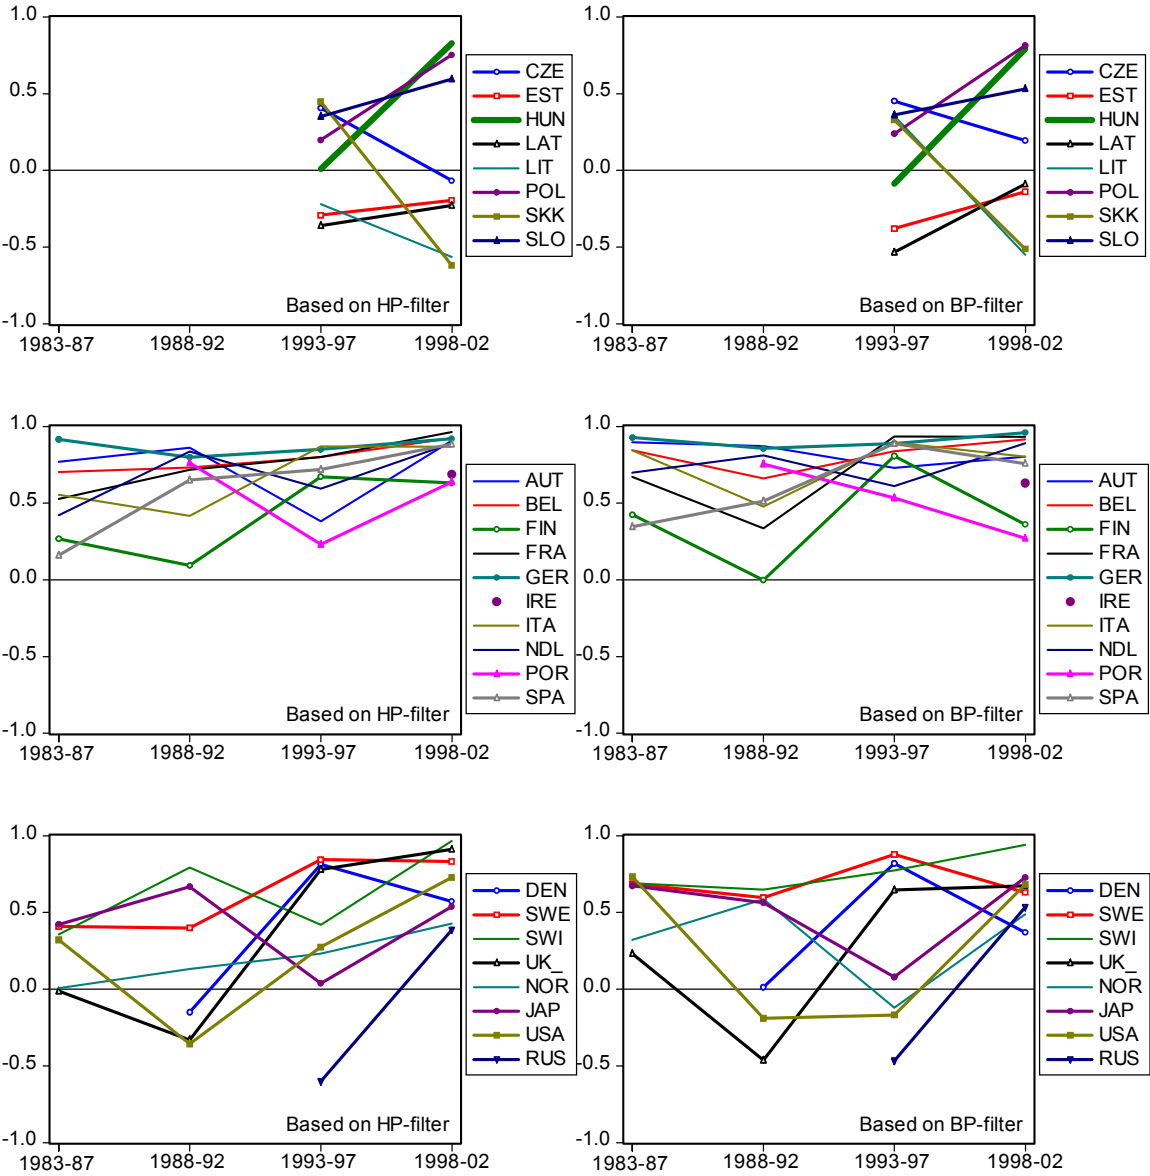 1.0
0.5
0.0
-0.5
-1.0
1983-87 1988-92 1993-97 1998-02
Based on HP-filter
CZE
EST
HUN
LAT
LIT
POL
SKK
SLO
1.0
0.5
0.0
-0.5
-1.0
1983-87 1988-92 1993-97 1998-02
Based on BP-filter
CZE
EST
HUN
LAT
LIT
POL
SKK
SLO
1.0
0.5
0.0
-0.5
-1.0
1983-87 1988-92 1993-97 1998-02
Based on HP-filter
AUT
BEL
FIN
FRA
GER
IRE
ITA
NDL
POR
SPA
1.0
0.5
0.0
-0.5
-1.0
1983-87 1988-92 1993-97 1998-02
Based on BP-filter
AUT
BEL
FIN
FRA
GER
IRE
ITA
NDL
POR
SPA
1.0
0.5
0.0
-0.5
-1.0
1983-87 1988-92 1993-97 1998-02
Based on HP-filter
DEN
SWE
SWI
UK_
NOR
JAP
USA
RUS
1.0
0.5
0.0
-0.5
-1.0
1983-87 1988-92 1993-97 1998-02
Based on BP-filter
DEN
SWE
SWI
UK_
NOR
JAP
USA
RUS